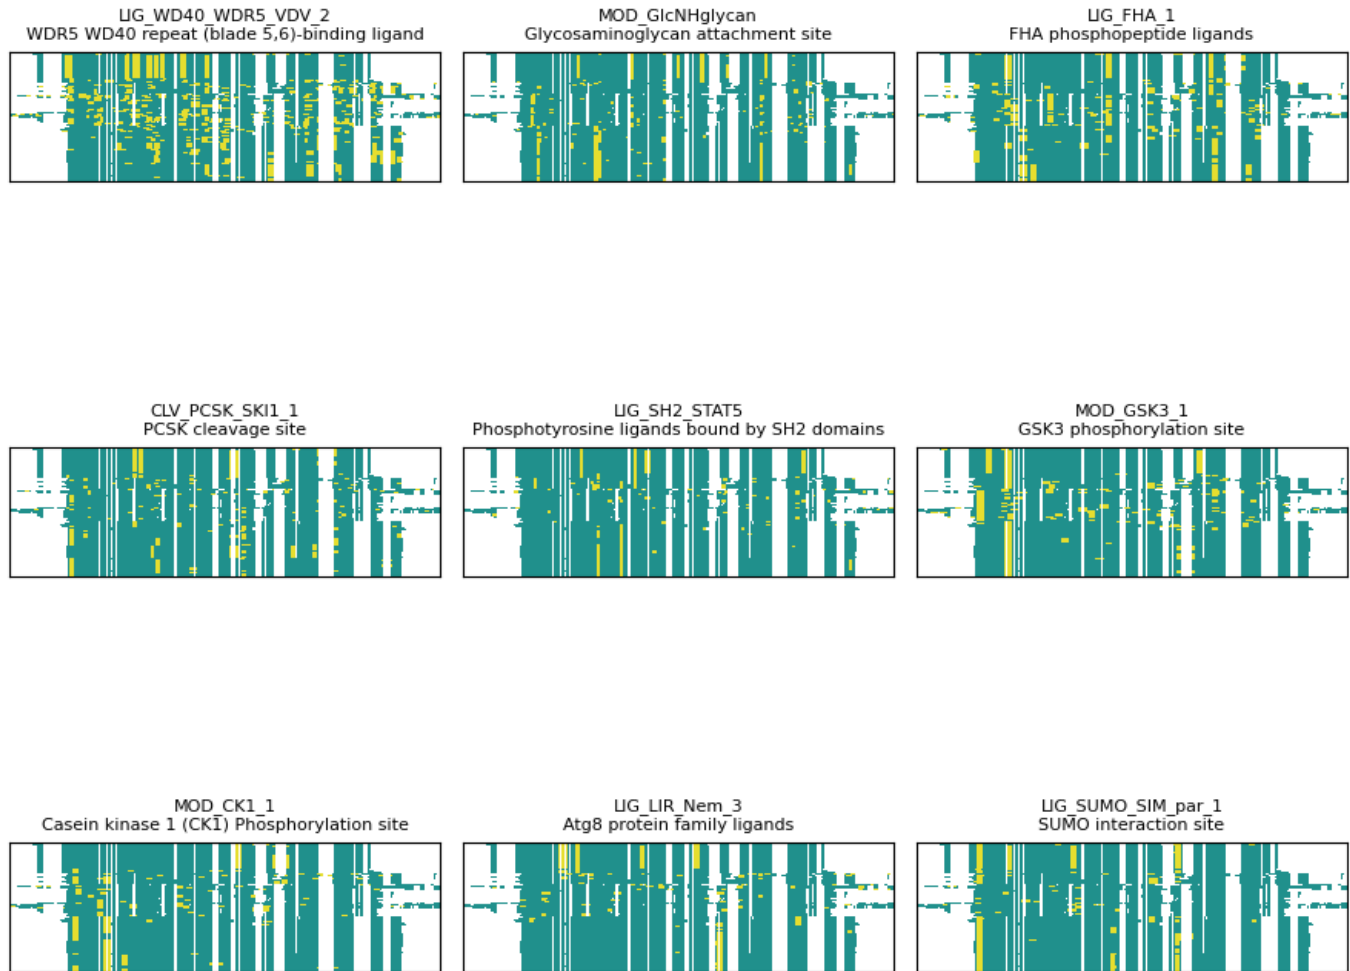 LIG_WD40_WDR5_VDV_2
WDR5 WD40 repeat (blade 5,6)-binding ligand
MOD_GlcNHglycan
Glycosaminoglycan attachment site
LIG_FHA_1
FHA phosphopeptide ligands
CLV_PCSK_SKI1_1
PCSK cleavage site
LIG_SH2_STAT5
Phosphotyrosine ligands bound by SH2 domains
MOD_GSK3_1
GSK3 phosphorylation site
MOD_CK1_1
Casein kinase 1 (CK1) Phosphorylation site
LIG_LIR_Nem_3
Atg8 protein family ligands
LIG_SUMO_SIM_par_1
SUMO interaction site